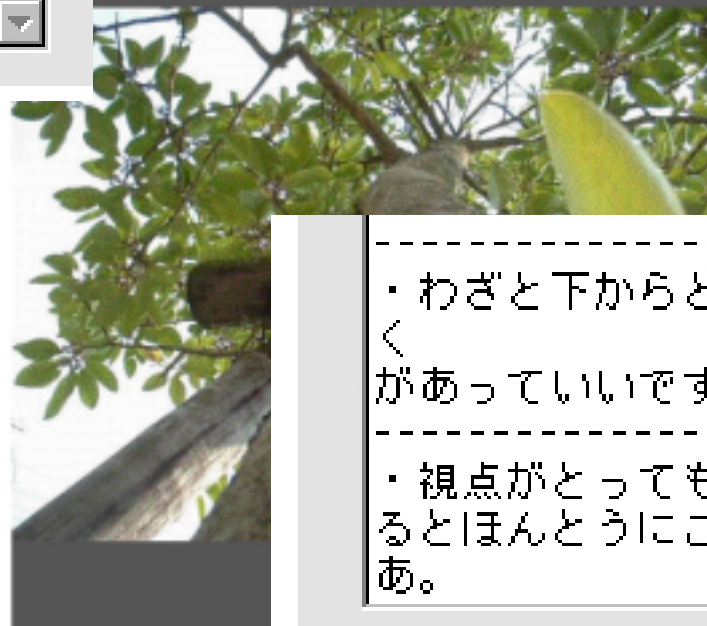 --------------
・わざと下からと
く
があっていいです
--------------
・視点がとっても
るとほんとうにこ
あ。